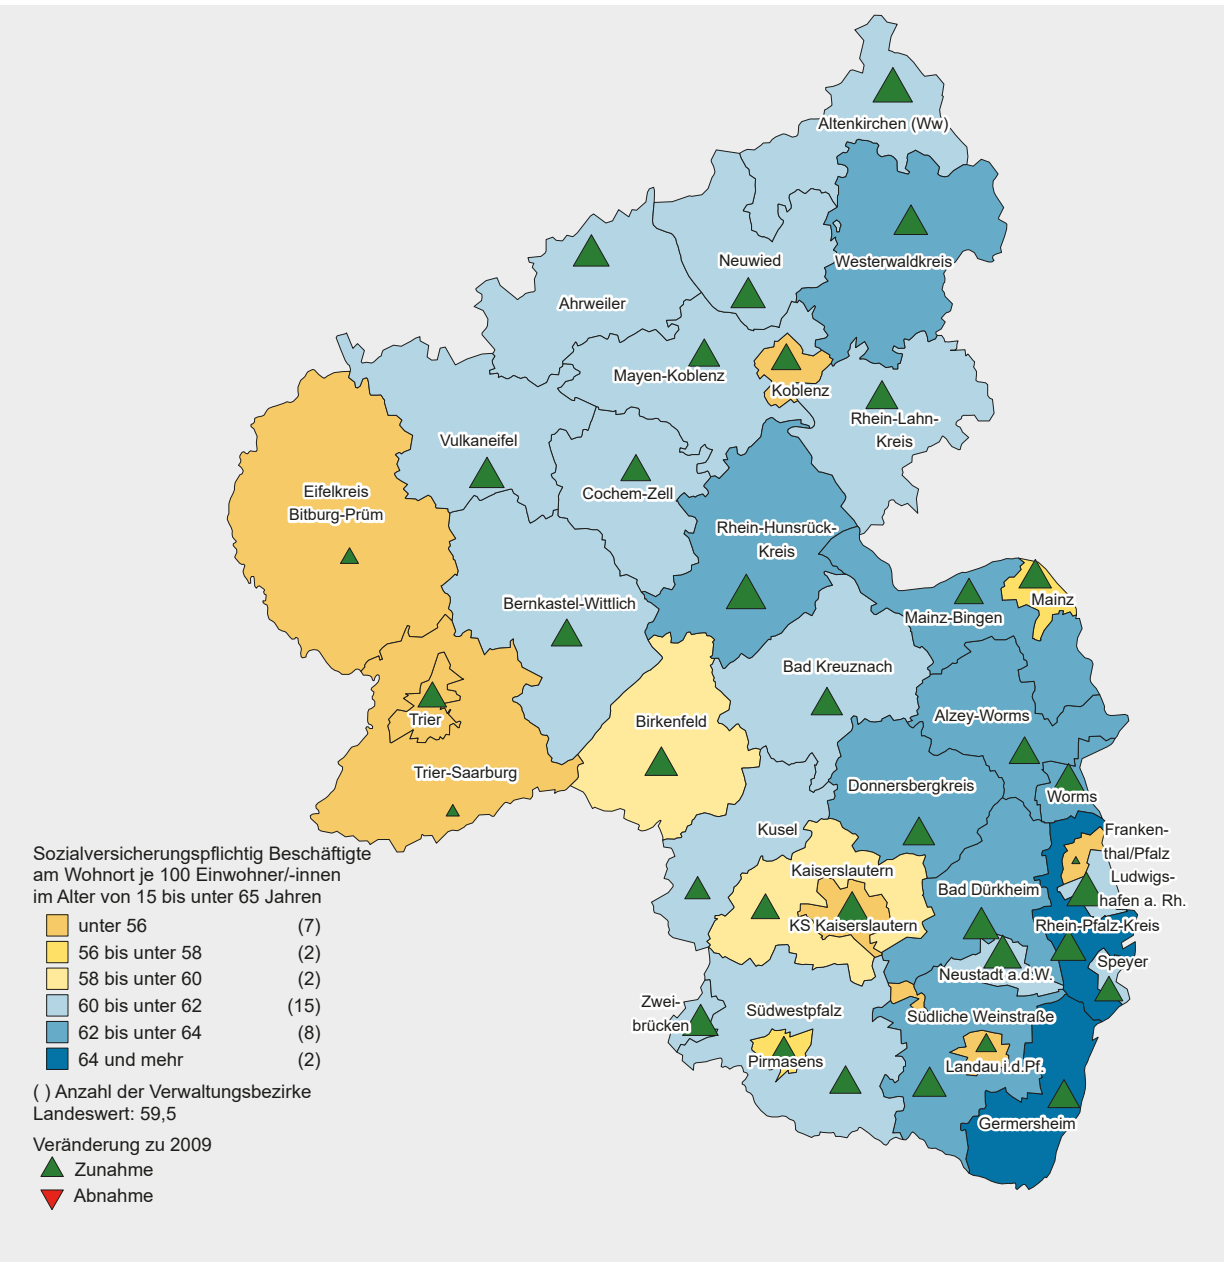 Altenkirchen (Ww)
Neuwied
Westerwaldkreis
Ahrweiler
Mayen-Koblenz
Koblenz
Rhein-Lahn-
Kreis
Vulkaneifel
Cochem-Zell
Eifelkreis
Bitburg-Prüm
Rhein-Hunsrück-
Kreis
Bernkastel-Wittlich
Mainz
Mainz-Bingen
Bad Kreuznach
Trier
Birkenfeld
Alzey-Worms
Trier-Saarburg
Donnersbergkreis
Worms
Kusel
Franken-
thal/Pfalz
Kaiserslautern
Ludwigs-
hafen a. Rh.
Bad Dürkheim
KS Kaiserslautern
Rhein-Pfalz-Kreis
Speyer
Neustadt a.d.W.
Zwei-
brücken
Südwestpfalz
Südliche Weinstraße
Pirmasens
Landau i.d.Pf.
Germersheim
Sozialversicherungspflichtig Beschäftigte
am Wohnort je 100 Einwohner/-innen
im Alter von 15 bis unter 65 Jahren
unter 56 (7)
56 bis unter 58 (2)
58 bis unter 60 (2)
60 bis unter 62 (15)
62 bis unter 64 (8)
64 und mehr (2)
( ) Anzahl der Verwaltungsbezirke
Landeswert: 59,5
Veränderung zu 2009
Zunahme
Abnahme